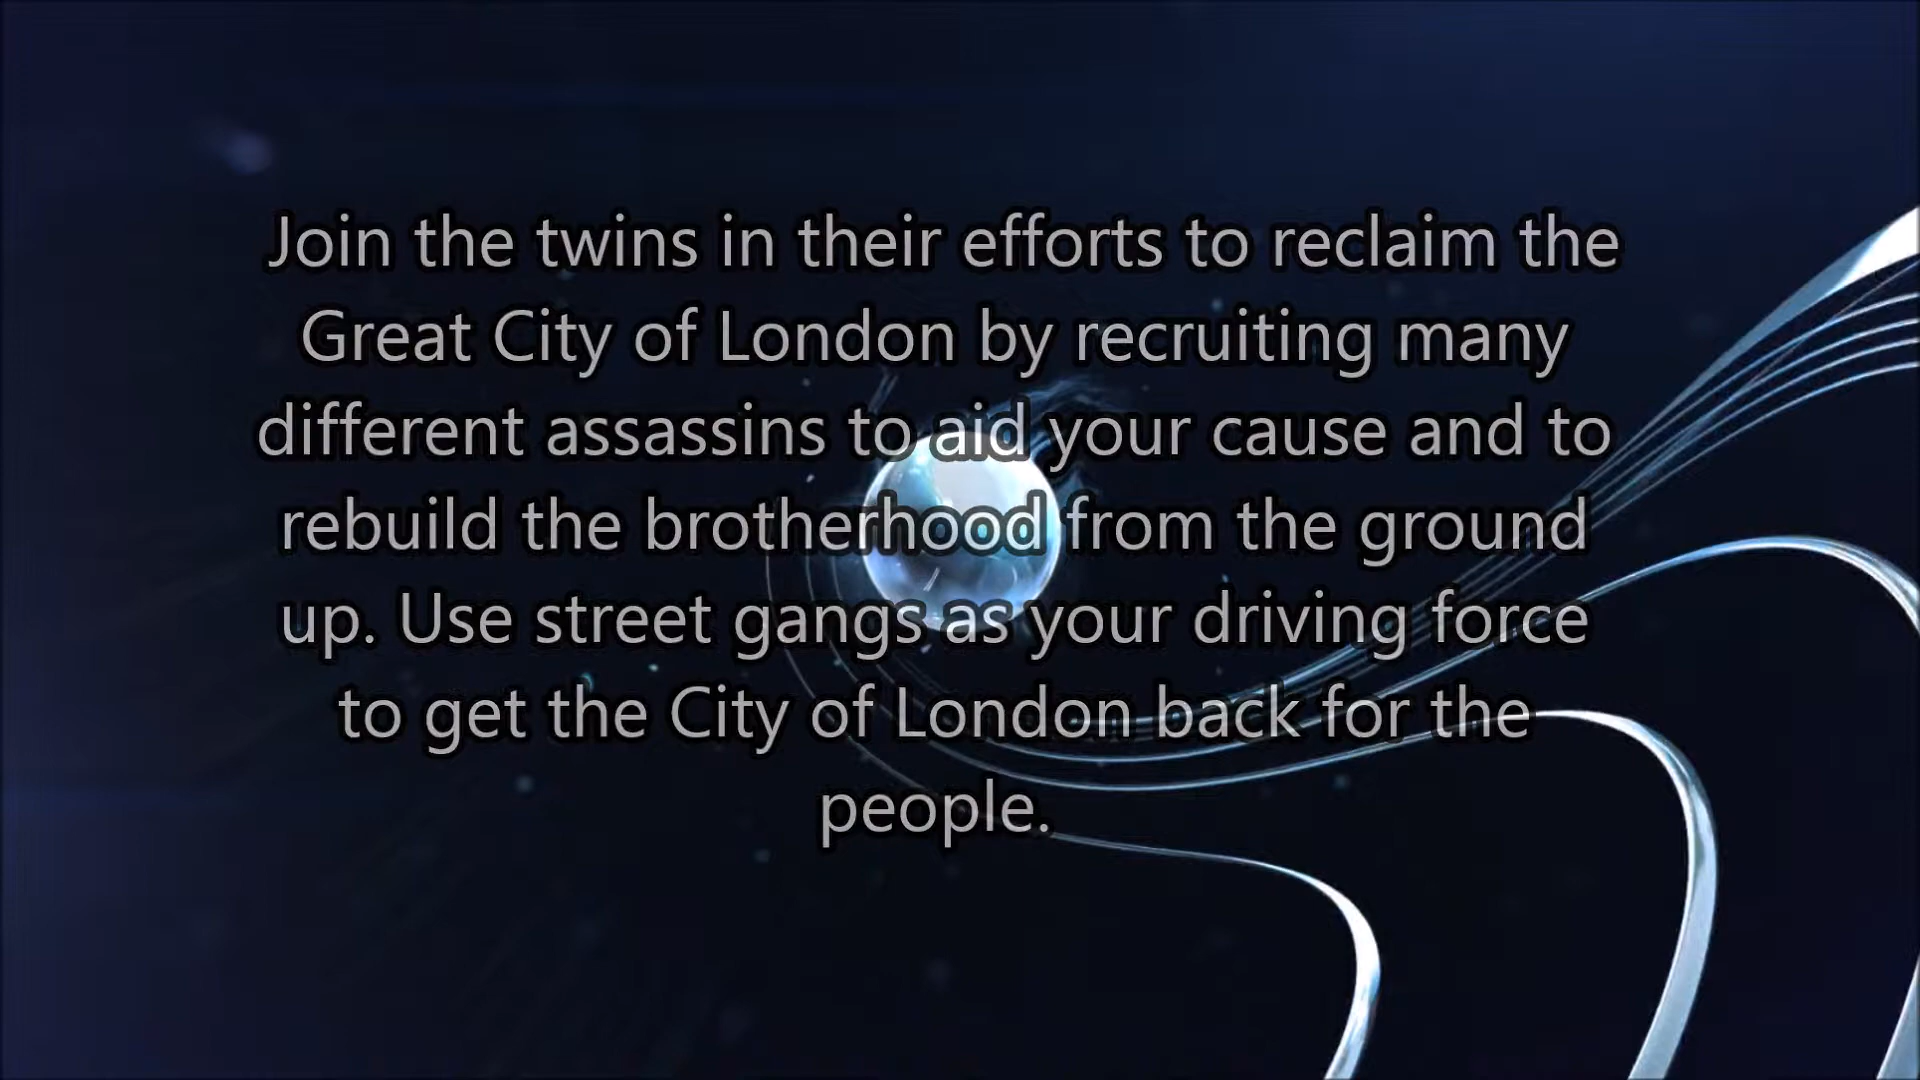 Join the twins in their efforts to reclaim the
Great City of London by recruiting many
different assassins to aid your cause and to
rebuild the brotherhood from the ground
up. Use street gangs as your driving force
to get the City of London back for the
people.